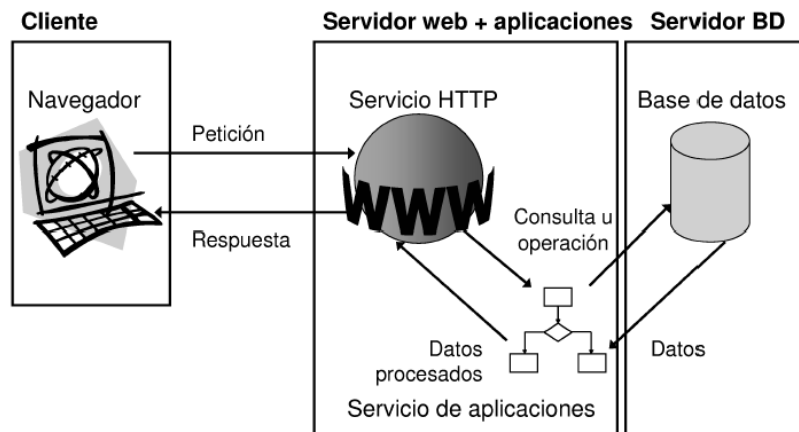 Cliente
Servidor web + aplicaciones
Servidor BD
Navegador
Servicio HTTP
Base de datos
Petición
WWW
Respuesta
Consulta u
operación
Datos
procesados
Datos
Servicio de aplicaciones